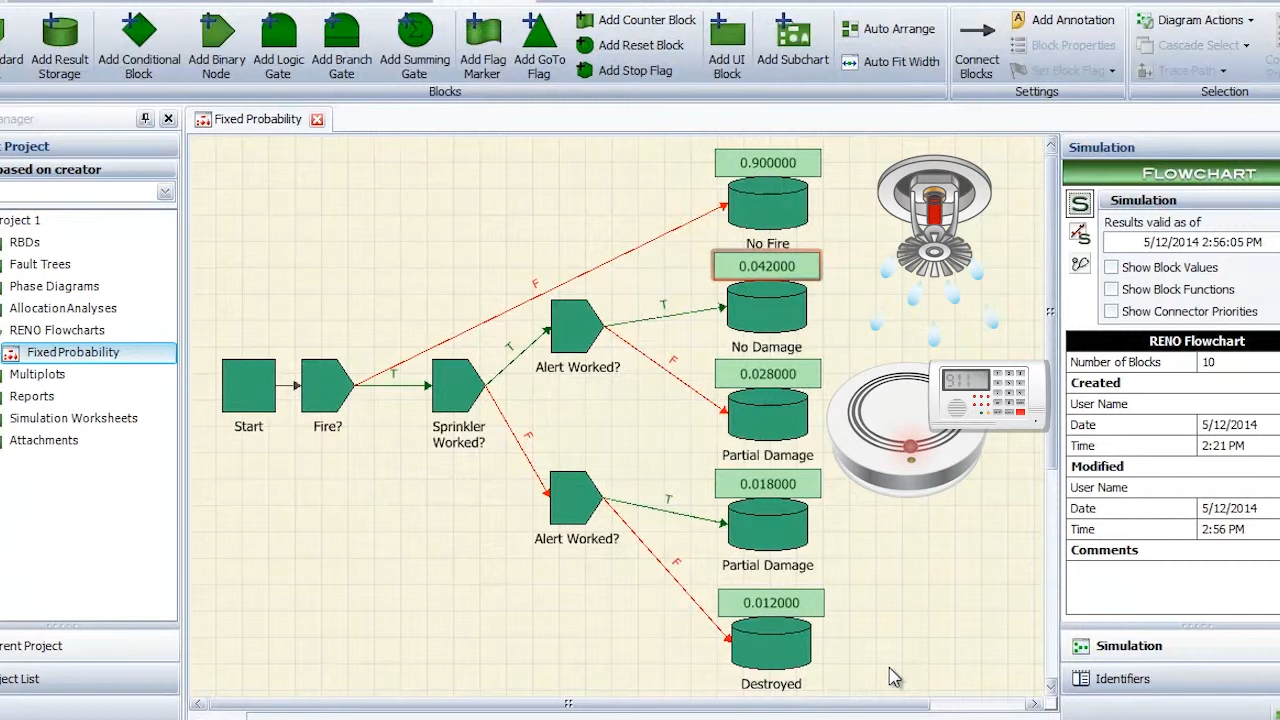 dard
Add Result
Storage
Add Conditional
Block
Add Binary
Node
Add Logic
Gate
Add Branch
Gate
Add Summing
Gate
Add Flag
Marker
Add GoTo
Flag
Add Counter Block
Add Reset Block
Add Stop Flag
Add UI
Block
Add Subchart
Auto Arrange
Auto Fit Width
Connect
Blocks
Add Annotation
Block Properties
Set Block Flag
Diagram Actions
Cascade Select
Trace Path
Blocks
Settings
Selection
anager
t Project
based on creator
roject 1
RBDs
Fault Trees
Phase Diagrams
Allocation Analyses
RENO Flowcharts
Fixed Probability
Multiplots
Reports
Simulation Worksheets
Attachments
rent Project
ject List
Fixed Probability
0.900000
No Fire
0.042000
No Damage
0.028000
Partial Damage
0.018000
Partial Damage
0.012000
Destroyed
Start
Fire?
Sprinkler
Worked?
Alert Worked?
Alert Worked?
F
T
T
F
T
F
T
F
911
Simulation
FLOWCHART
Simulation
Results valid as of
5/12/2014 2:56:05 PM
Show Block Values
Show Block Functions
Show Connector Priorities
RENO Flowchart
Number of Blocks 10
Created
User Name
Date 5/12/2014
Time 2:21 PM
Modified
User Name
Date 5/12/2014
Time 2:56 PM
Comments
Simulation
Identifiers